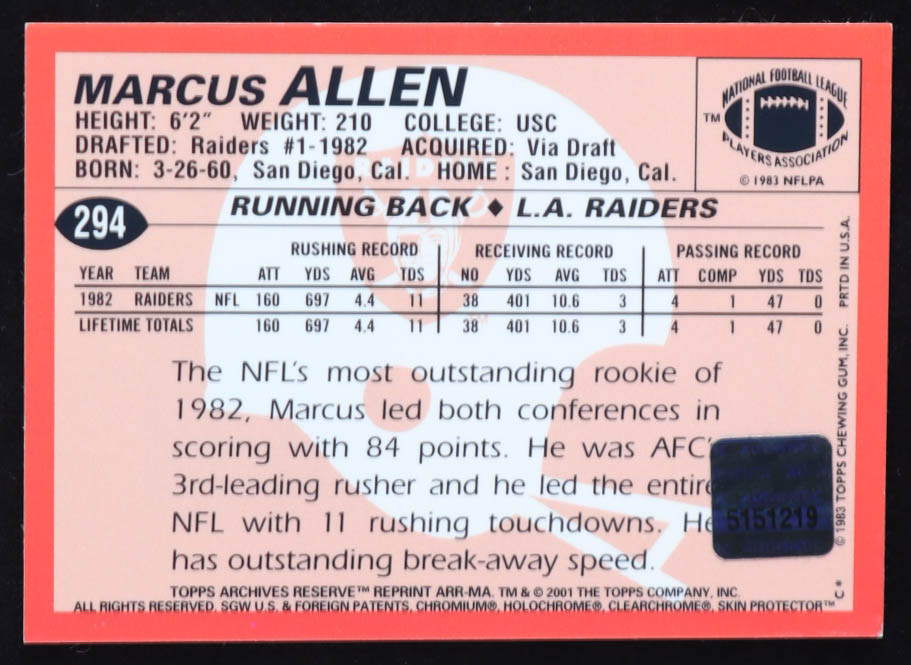 MARCUS ALLEN
HEIGHT: 6'2" WEIGHT: 210 COLLEGE: USC
DRAFTED: Raiders #1-1982 ACQUIRED: Via Draft
BORN: 3-26-60, San Diego, Cal. HOME : San Diego, Cal.
NATIONAL FOOTBALL LEAGUE
TM
PLAYERS ASSOCIATION
© 1983 NFLPA
294
RUNNING BACK ♦ L.A. RAIDERS
RAIDERS
RUSHING RECORD RECEIVING RECORD PASSING RECORD
YEAR TEAM ATT YDS AVG TDS NO YDS AVG TDS ATT COMP YDS TDS
1982 RAIDERS NFL 160 697 4.4 11 38 401 10.6 3 4 1 47 0
LIFETIME TOTALS 160 697 4.4 11 38 401 10.6 3 4 1 47 0
The NFL's most outstanding rookie of
1982, Marcus led both conferences in
scoring with 84 points. He was AFC's
3rd-leading rusher and he led the entire
NFL with 11 rushing touchdowns. He
has outstanding break-away speed.
5151219
© 1983 TOPPS CHEWING GUM, INC. PRTD IN U.S.A.
C*
TOPPS ARCHIVES RESERVE™ REPRINT ARR-MA. TM & © 2001 THE TOPPS COMPANY, INC.
ALL RIGHTS RESERVED. SGW U.S. & FOREIGN PATENTS, CHROMIUM®, HOLOCHROME®, CLEARCHROME®, SKIN PROTECTOR™